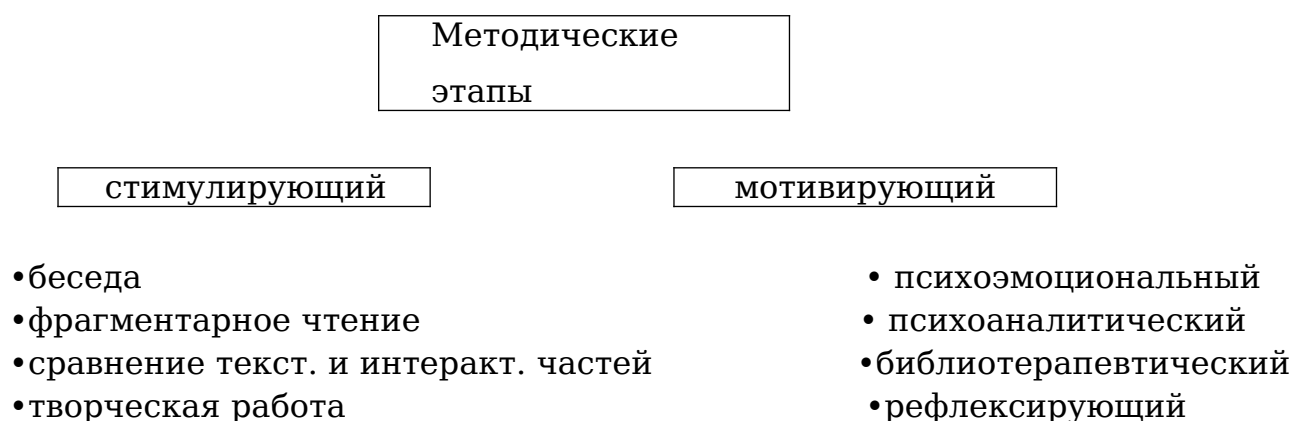 Методические
этапы
стимулирующий
мотивирующий
•беседа
•фрагментарное чтение
•сравнение текст. и интеракт. частей
•творческая работа
• психоэмоциональный
• психоаналитический
•библиотерапевтический
•рефлексирующий